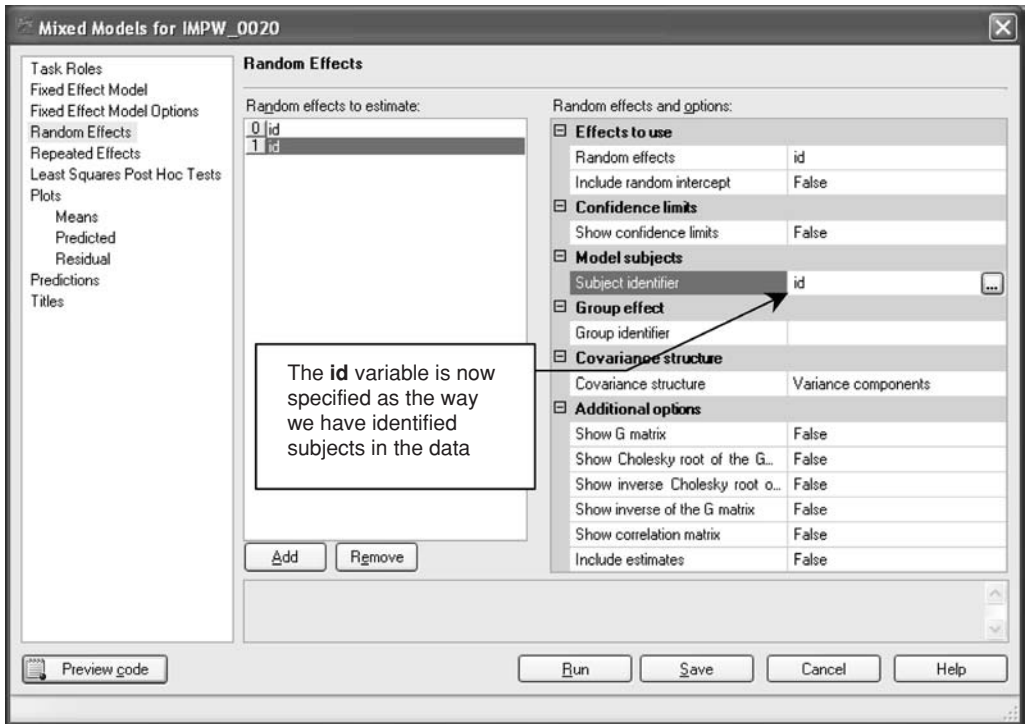 Mixed Models for IMPW_0020
Task Roles
Fixed Effect Model
Fixed Effect Model Options
Random Effects
Repeated Effects
Least Squares Post Hoc Tests
Plots
Means
Predicted
Residual
Predictions
Titles
Random Effects
Random effects to estimate:
0 id
1 id
Add Remove
Random effects and options:
Effects to use
Random effects id
Include random intercept False
Confidence limits
Show confidence limits False
Model subjects
Subject identifier id ...
Group effect
Group identifier
Covariance structure
Covariance structure Variance components
Additional options
Show G matrix False
Show Cholesky root of the G... False
Show inverse Cholesky root o... False
Show inverse of the G matrix False
Show correlation matrix False
Include estimates False
The id variable is now
specified as the way
we have identified
subjects in the data
Preview code Run Save Cancel Help